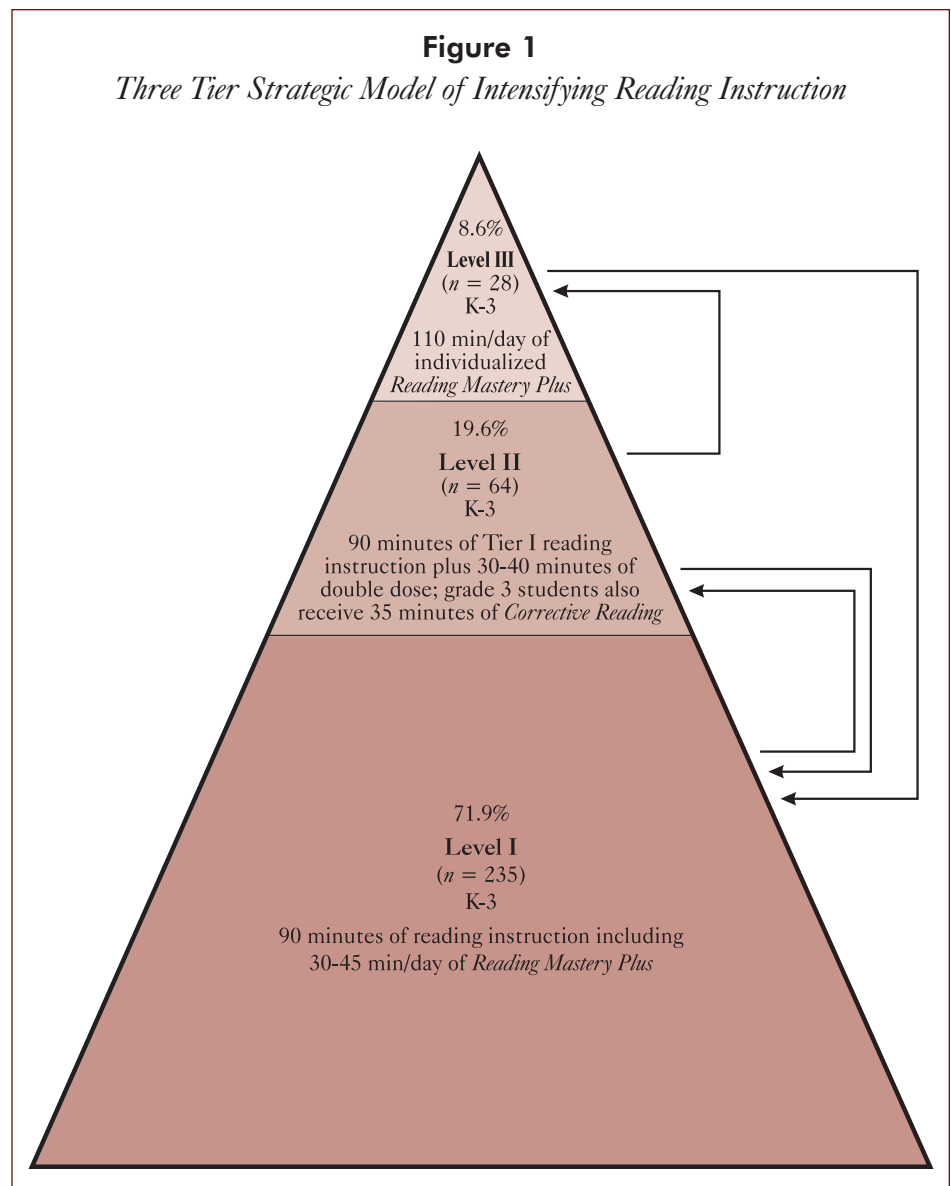 Figure 1
Three Tier Strategic Model of Intensifying Reading Instruction
8.6%
Level III
(n = 28)
K-3
110 min/day of
individualized
Reading Mastery Plus
19.6%
Level II
(n = 64)
K-3
90 minutes of Tier I reading
instruction plus 30-40 minutes of
double dose; grade 3 students also
receive 35 minutes of Corrective Reading
71.9%
Level I
(n = 235)
K-3
90 minutes of reading instruction including
30-45 min/day of Reading Mastery Plus